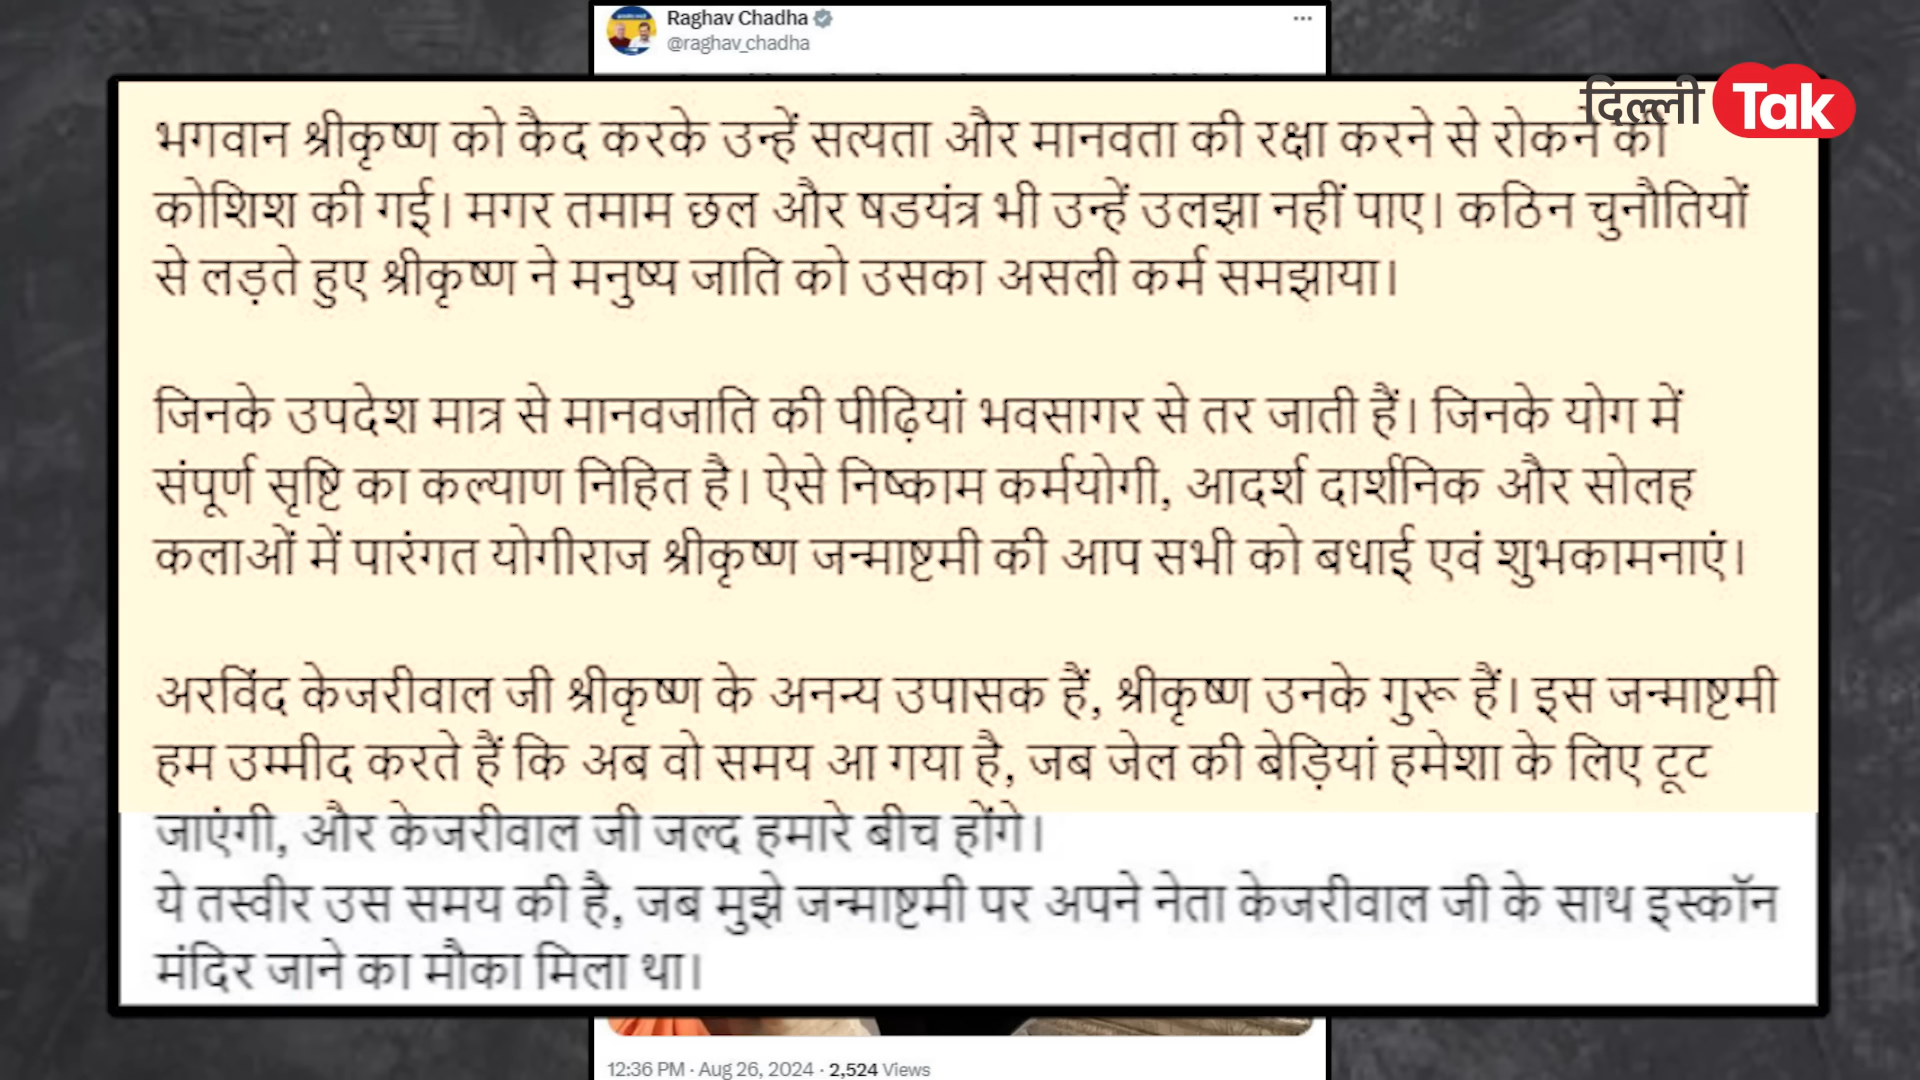 Raghav Chadha
@raghav_chadha
दिल्ली Tak
भगवान श्रीकृष्ण को कैद करके उन्हें सत्यता और मानवता की रक्षा करने से रोकने की
कोशिश की गई। मगर तमाम छल और षडयंत्र भी उन्हें उलझा नहीं पाए। कठिन चुनौतियों
से लड़ते हुए श्रीकृष्ण ने मनुष्य जाति को उसका असली कर्म समझाया।
जिनके उपदेश मात्र से मानवजाति की पीढ़ियां भवसागर से तर जाती हैं। जिनके योग में
संपूर्ण सृष्टि का कल्याण निहित है। ऐसे निष्काम कर्मयोगी, आदर्श दार्शनिक और सोलह
कलाओं में पारंगत योगीराज श्रीकृष्ण जन्माष्टमी की आप सभी को बधाई एवं शुभकामनाएं।
अरविंद केजरीवाल जी श्रीकृष्ण के अनन्य उपासक हैं, श्रीकृष्ण उनके गुरू हैं। इस जन्माष्टमी
हम उम्मीद करते हैं कि अब वो समय आ गया है, जब जेल की बेड़ियां हमेशा के लिए टूट
जाएंगी, और केजरीवाल जी जल्द हमारे बीच होंगे।
ये तस्वीर उस समय की है, जब मुझे जन्माष्टमी पर अपने नेता केजरीवाल जी के साथ इस्कॉन
मंदिर जाने का मौका मिला था।
12:36 PM · Aug 26, 2024 · 2,524 Views